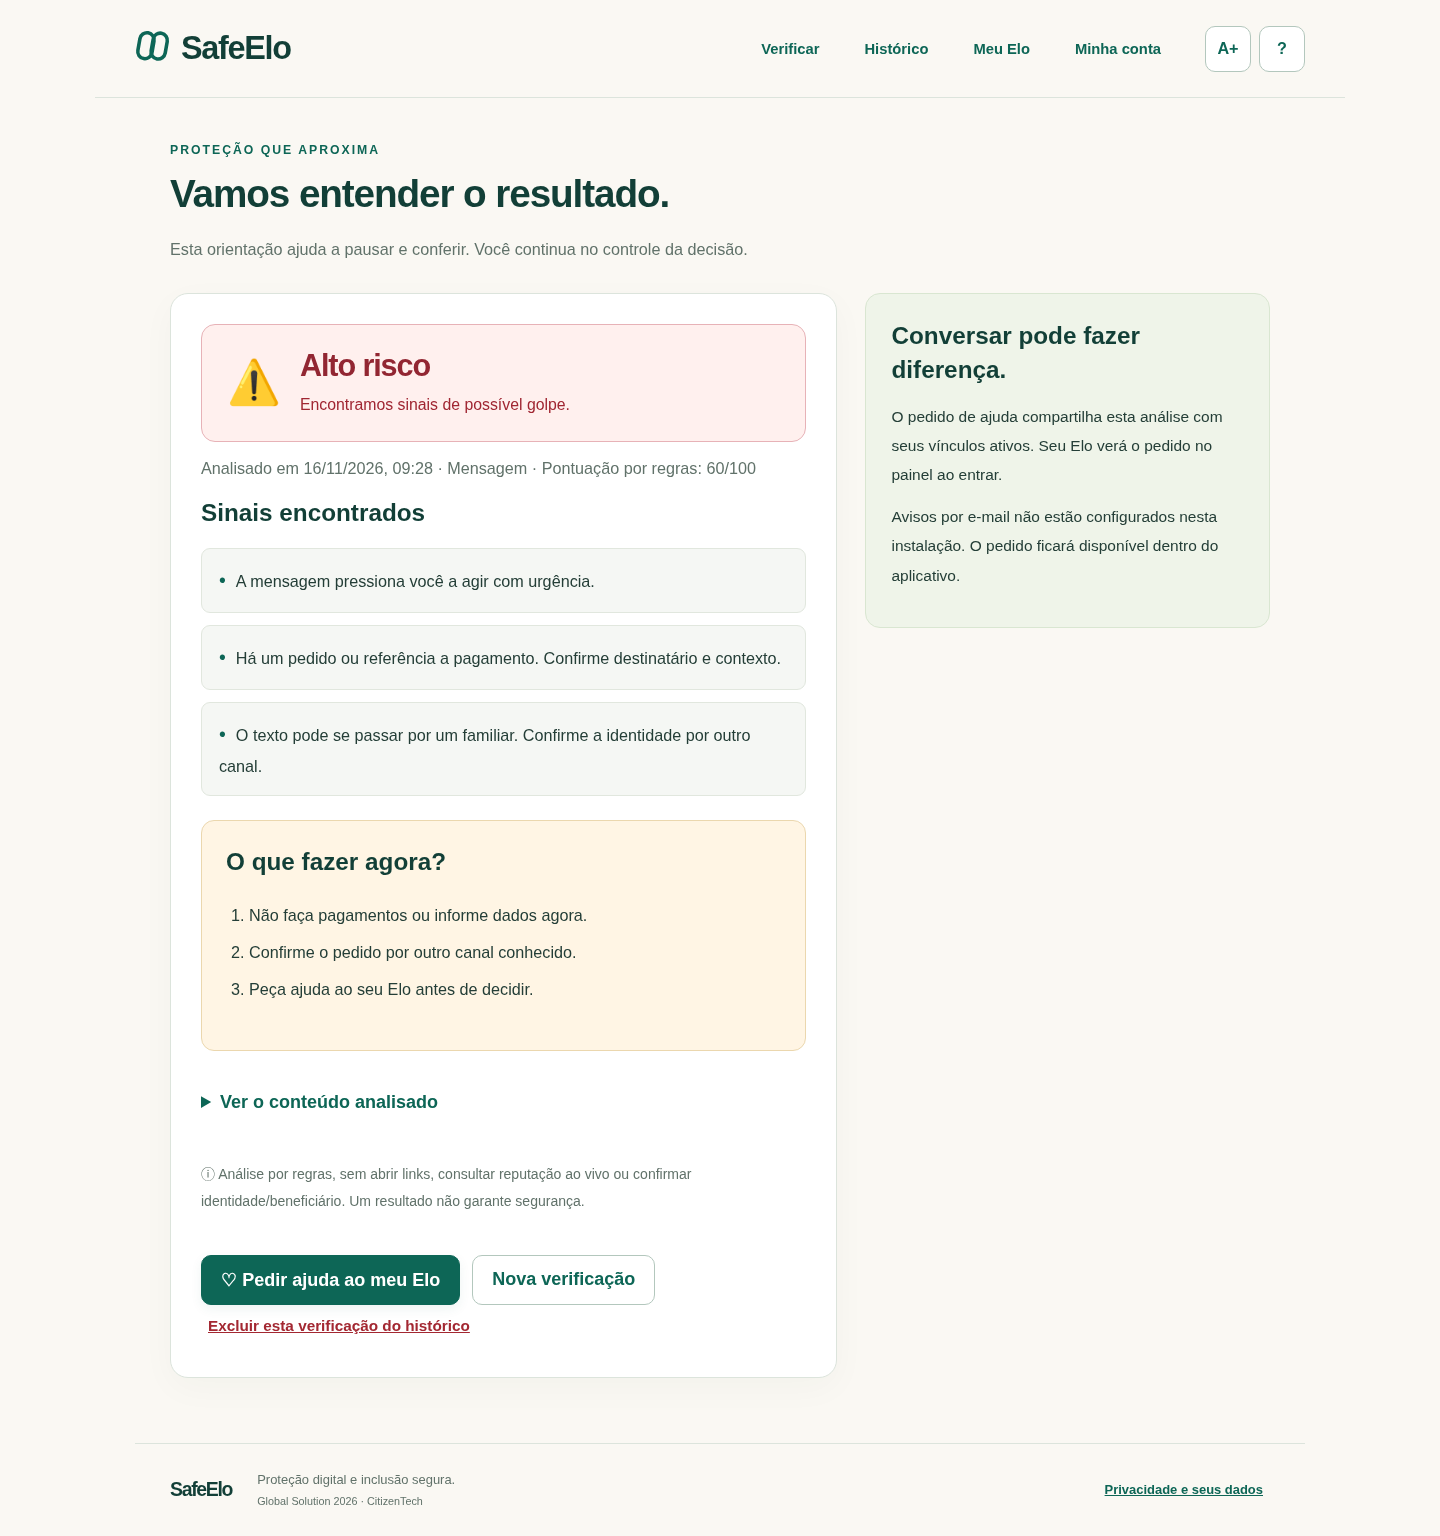 SafeElo
Verificar
Histórico
Meu Elo
Minha conta
A+
?
PROTEÇÃO QUE APROXIMA
Vamos entender o resultado.
Esta orientação ajuda a pausar e conferir. Você continua no controle da decisão.
Alto risco
Encontramos sinais de possível golpe.
Analisado em 16/11/2026, 09:28 · Mensagem · Pontuação por regras: 60/100
Sinais encontrados
• A mensagem pressiona você a agir com urgência.
• Há um pedido ou referência a pagamento. Confirme destinatário e contexto.
• O texto pode se passar por um familiar. Confirme a identidade por outro
canal.
O que fazer agora?
1. Não faça pagamentos ou informe dados agora.
2. Confirme o pedido por outro canal conhecido.
3. Peça ajuda ao seu Elo antes de decidir.
Ver o conteúdo analisado
ⓘ Análise por regras, sem abrir links, consultar reputação ao vivo ou confirmar
identidade/beneficiário. Um resultado não garante segurança.
♡ Pedir ajuda ao meu Elo
Nova verificação
Excluir esta verificação do histórico
Conversar pode fazer
diferença.
O pedido de ajuda compartilha esta análise com
seus vínculos ativos. Seu Elo verá o pedido no
painel ao entrar.
Avisos por e-mail não estão configurados nesta
instalação. O pedido ficará disponível dentro do
aplicativo.
SafeElo
Proteção digital e inclusão segura.
Global Solution 2026 · CitizenTech
Privacidade e seus dados